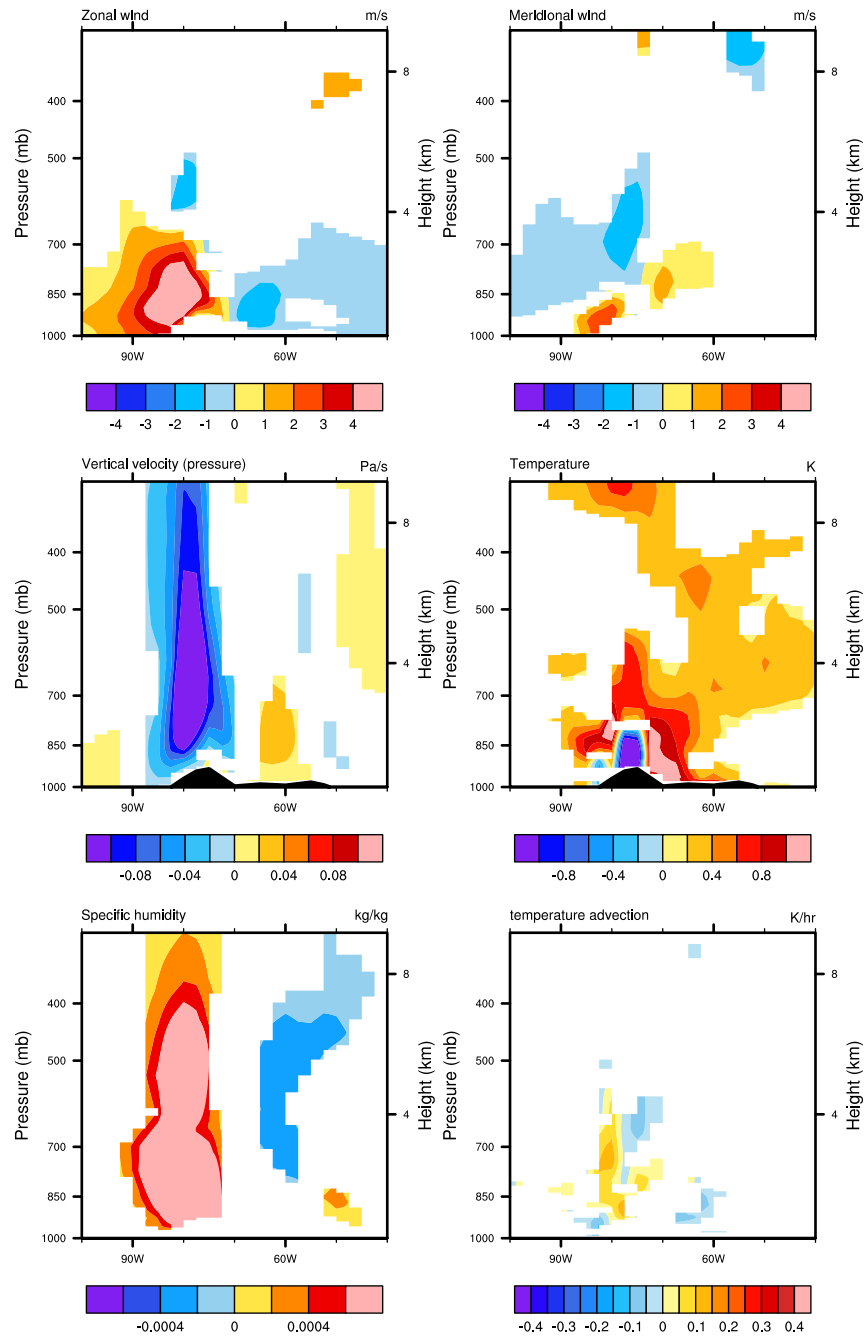 Zonal wind m/s
Pressure (mb)
400
500
700
850
1000
8
4
Height (km)
90W 60W
-4 -3 -2 -1 0 1 2 3 4
Meridional wind m/s
Pressure (mb)
400
500
700
850
1000
8
4
Height (km)
90W 60W
-4 -3 -2 -1 0 1 2 3 4
Vertical velocity (pressure) Pa/s
Pressure (mb)
400
500
700
850
1000
8
4
Height (km)
90W 60W
-0.08 -0.04 0 0.04 0.08
Temperature K
Pressure (mb)
400
500
700
850
1000
8
4
Height (km)
90W 60W
-0.8 -0.4 0 0.4 0.8
Specific humidity kg/kg
Pressure (mb)
400
500
700
850
1000
8
4
Height (km)
90W 60W
-0.0004 0 0.0004
temperature advection K/hr
Pressure (mb)
400
500
700
850
1000
8
4
Height (km)
90W 60W
-0.4 -0.3 -0.2 -0.1 0 0.1 0.2 0.3 0.4